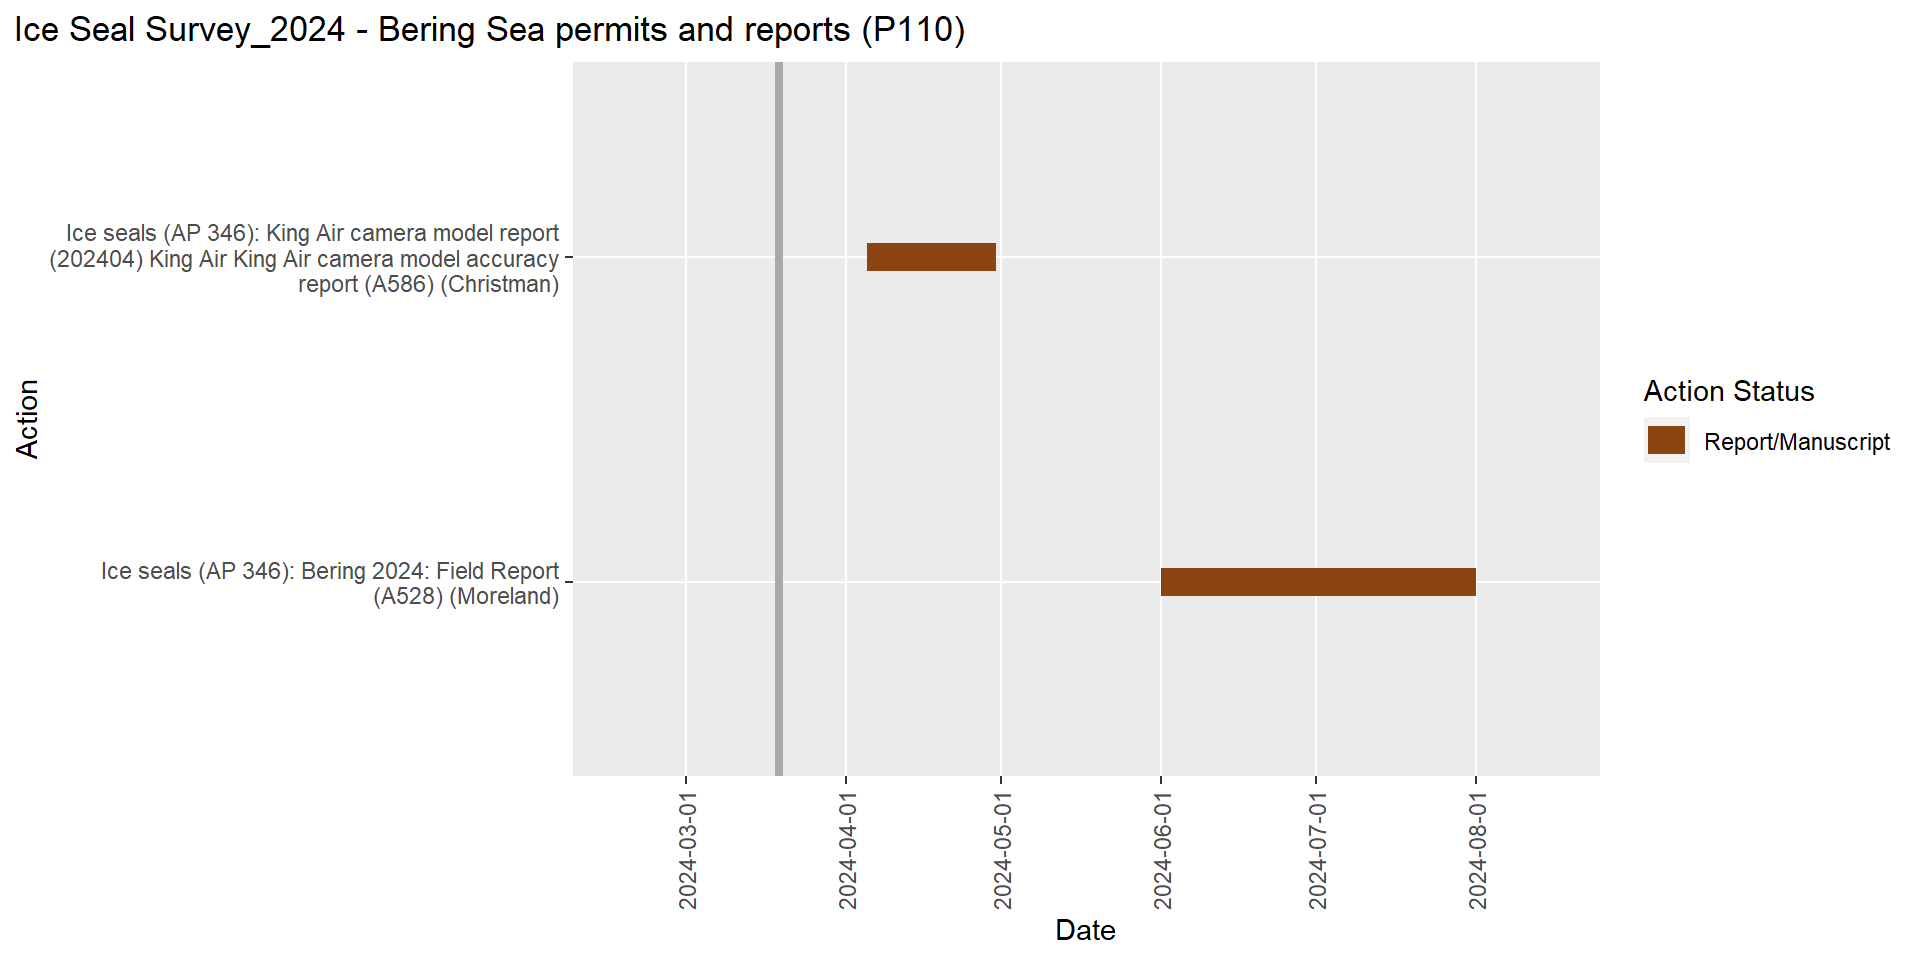 Ice Seal Survey_2024 - Bering Sea permits and reports (P110)
Ice seals (AP 346): King Air camera model report
(202404) King Air King Air camera model accuracy
report (A586) (Christman)
Action
Ice seals (AP 346): Bering 2024: Field Report
(A528) (Moreland)
2024-03-01
2024-04-01
2024-05-01
2024-06-01
2024-07-01
2024-08-01
Date
Action Status
Report/Manuscript